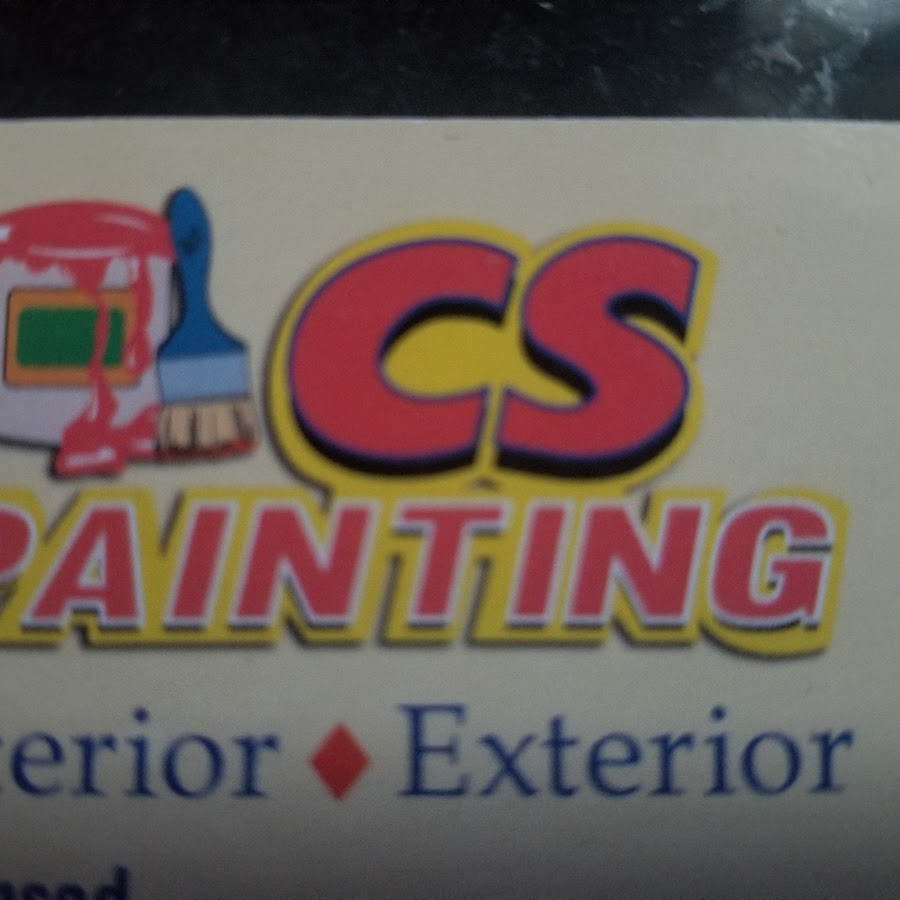 CS
PAINTING
terior ♦ Exterior